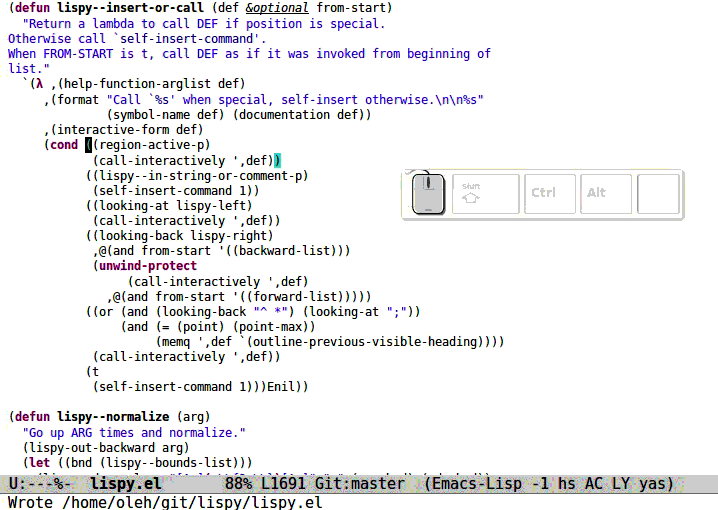 (defun lispy--insert-or-call (def &optional from-start)
  "Return a lambda to call DEF if position is special.
Otherwise call `self-insert-command'.
When FROM-START is t, call DEF as if it was invoked from beginning of
list."
  `(λ ,(help-function-arglist def)
     ,(format "Call `%s' when special, self-insert otherwise.\n\n%s"
              (symbol-name def) (documentation def))
     ,(interactive-form def)
     (cond ((region-active-p)
            (call-interactively ',def))
           ((lispy--in-string-or-comment-p)
            (self-insert-command 1))
           ((looking-at lispy-left)
            (call-interactively ',def))
           ((looking-back lispy-right)
            ,@(and from-start '((backward-list)))
            (unwind-protect
                 (call-interactively ',def)
              ,@(and from-start '((forward-list)))))
           ((or (and (looking-back "^ *") (looking-at ";"))
                (and (= (point) (point-max))
                     (memq ',def `(outline-previous-visible-heading))))
            (call-interactively ',def))
           (t
            (self-insert-command 1)))Enil))
Shift Ctrl Alt
(defun lispy--normalize (arg)
  "Go up ARG times and normalize."
  (lispy-out-backward arg)
  (let ((bnd (lispy--bounds-list)))
U:---%-  lispy.el        88% L1691 Git:master  (Emacs-Lisp -1 hs AC LY yas)
Wrote /home/oleh/git/lispy/lispy.el